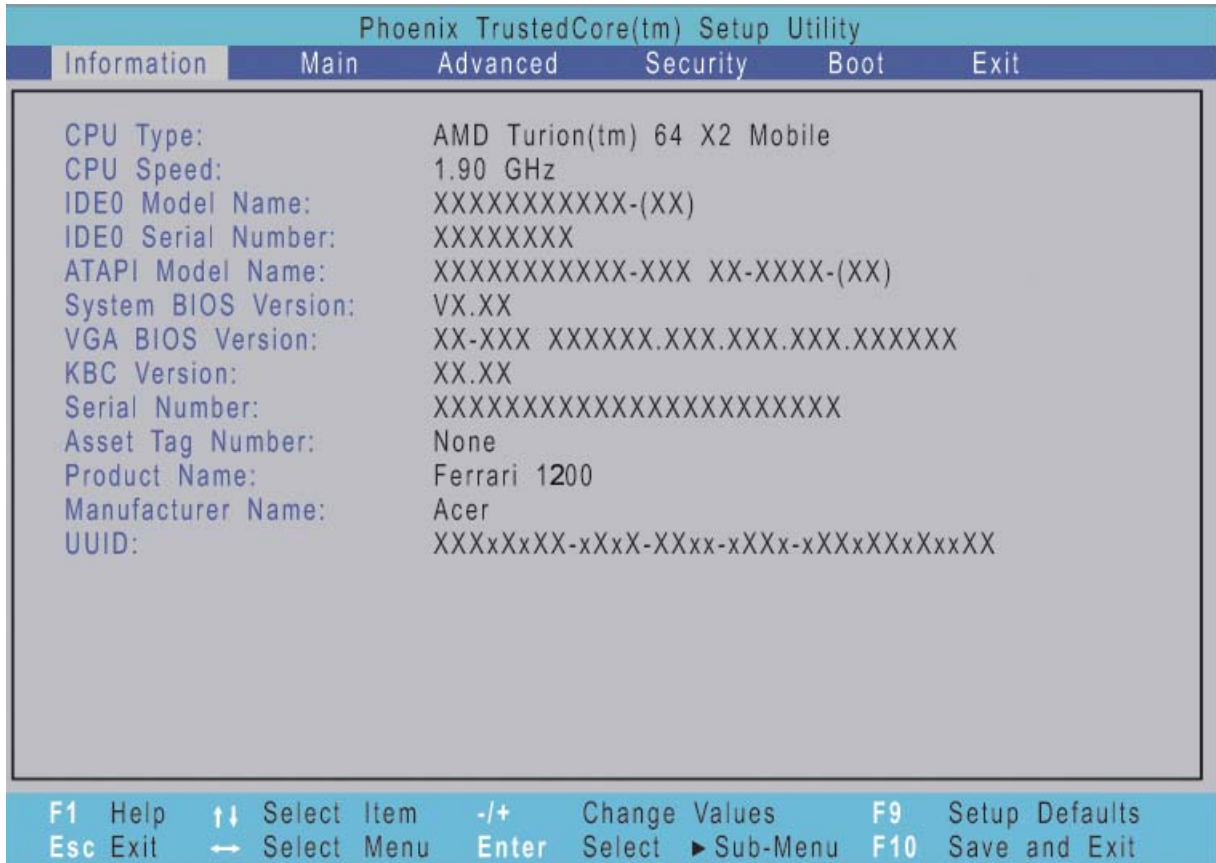 Phoenix TrustedCore(tm) Setup Utility
Information Main Advanced Security Boot Exit
CPU Type: AMD Turion(tm) 64 X2 Mobile
CPU Speed: 1.90 GHz
IDE0 Model Name: XXXXXXXXXXX-(XX)
IDE0 Serial Number: XXXXXXXX
ATAPI Model Name: XXXXXXXXXXX-XXX XX-XXXX-(XX)
System BIOS Version: VX.XX
VGA BIOS Version: XX-XXX XXXXXX.XXX.XXX.XXX.XXXXXX
KBC Version: XX.XX
Serial Number: XXXXXXXXXXXXXXXXXXXXXXX
Asset Tag Number: None
Product Name: Ferrari 1200
Manufacturer Name: Acer
UUID: XXXxXxXX-xXxX-XXxx-xXXx-xXXxXXxXxxXX
F1 Help ↑↓ Select Item -/+ Change Values F9 Setup Defaults
Esc Exit ↔ Select Menu Enter Select ► Sub-Menu F10 Save and Exit